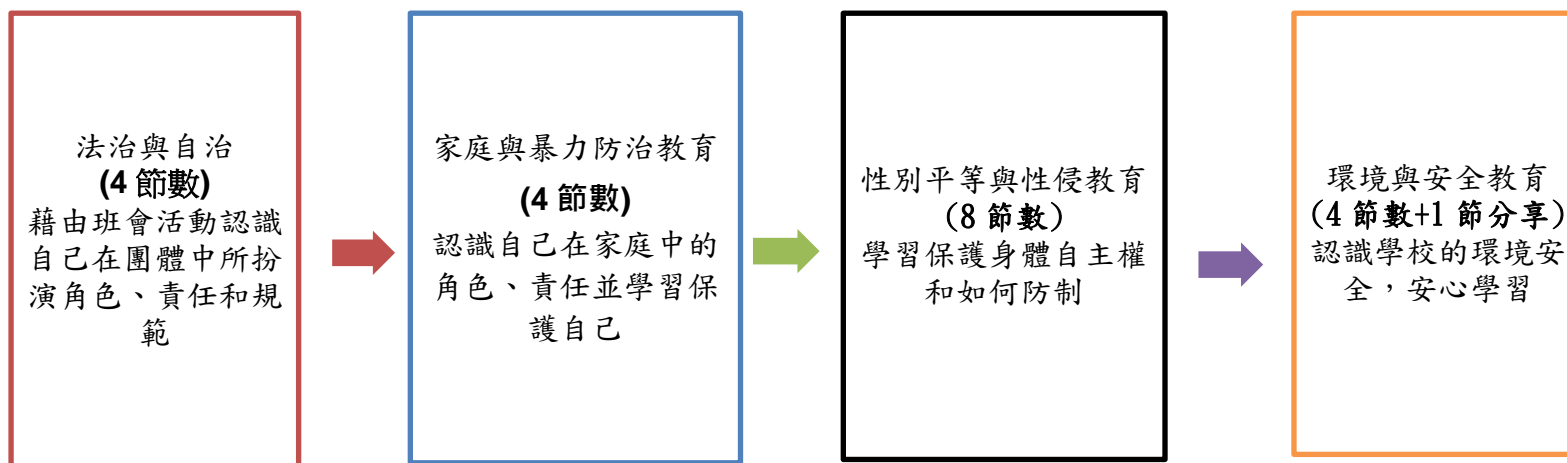 法治與自治
(4 節數)
藉由班會活動認識
自己在團體中所扮
演角色、責任和規
範
家庭與暴力防治教育
(4 節數)
認識自己在家庭中的
角色、責任並學習保
護自己
性別平等與性侵教育
(8 節數)
學習保護身體自主權
和如何防制
環境與安全教育
(4 節數+1 節分享)
認識學校的環境安
全，安心學習